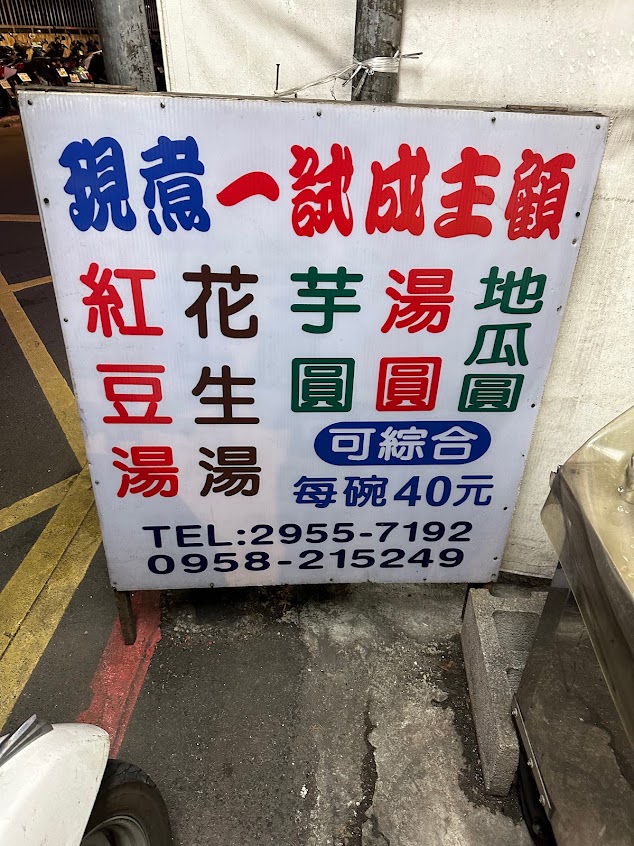 現煮一試成主顧
紅豆湯
花生湯
芋圓
湯圓
地瓜圓
可綜合
每碗40元
TEL:2955-7192
0958-215249